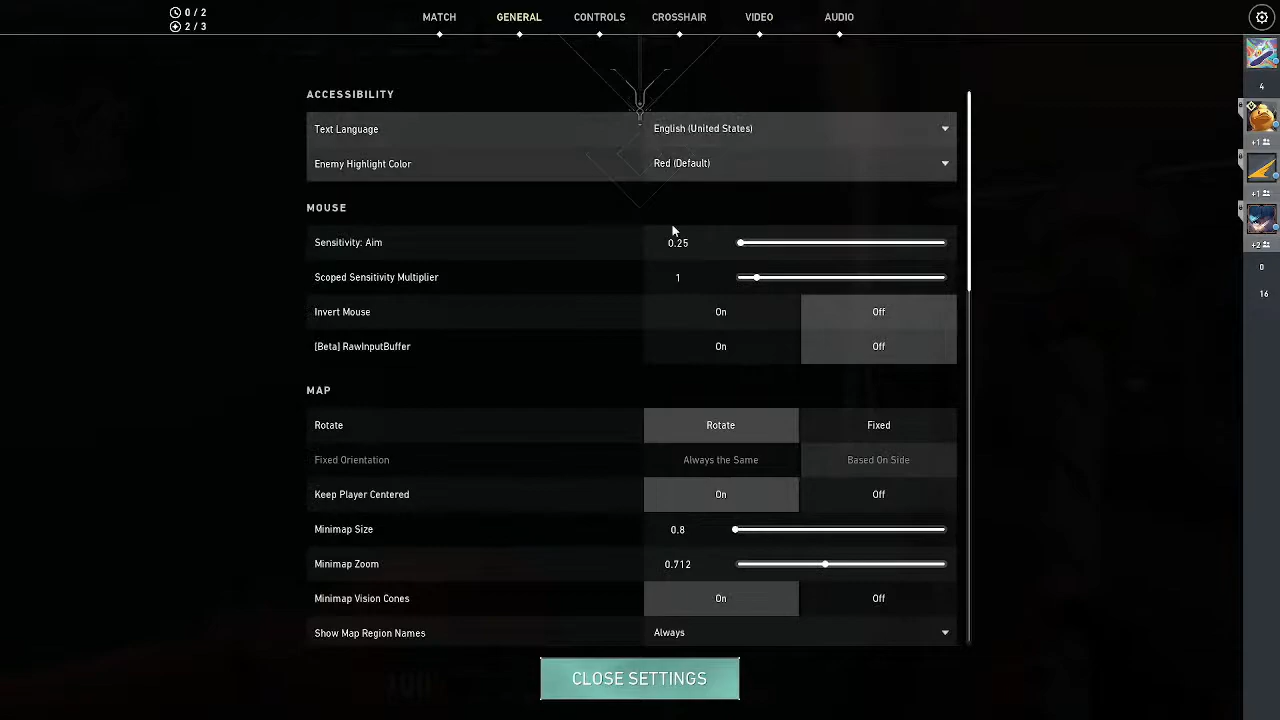 0 / 2
2 / 3
MATCH GENERAL CONTROLS CROSSHAIR VIDEO AUDIO
ACCESSIBILITY
Text Language English (United States)
Enemy Highlight Color Red (Default)
MOUSE
Sensitivity: Aim 0.25
Scoped Sensitivity Multiplier 1
Invert Mouse On Off
[Beta] RawInputBuffer On Off
MAP
Rotate Rotate Fixed
Fixed Orientation Always the Same Based On Side
Keep Player Centered On Off
Minimap Size 0.8
Minimap Zoom 0.712
Minimap Vision Cones On Off
Show Map Region Names Always
CLOSE SETTINGS
4
+1
+1
+2
0
16